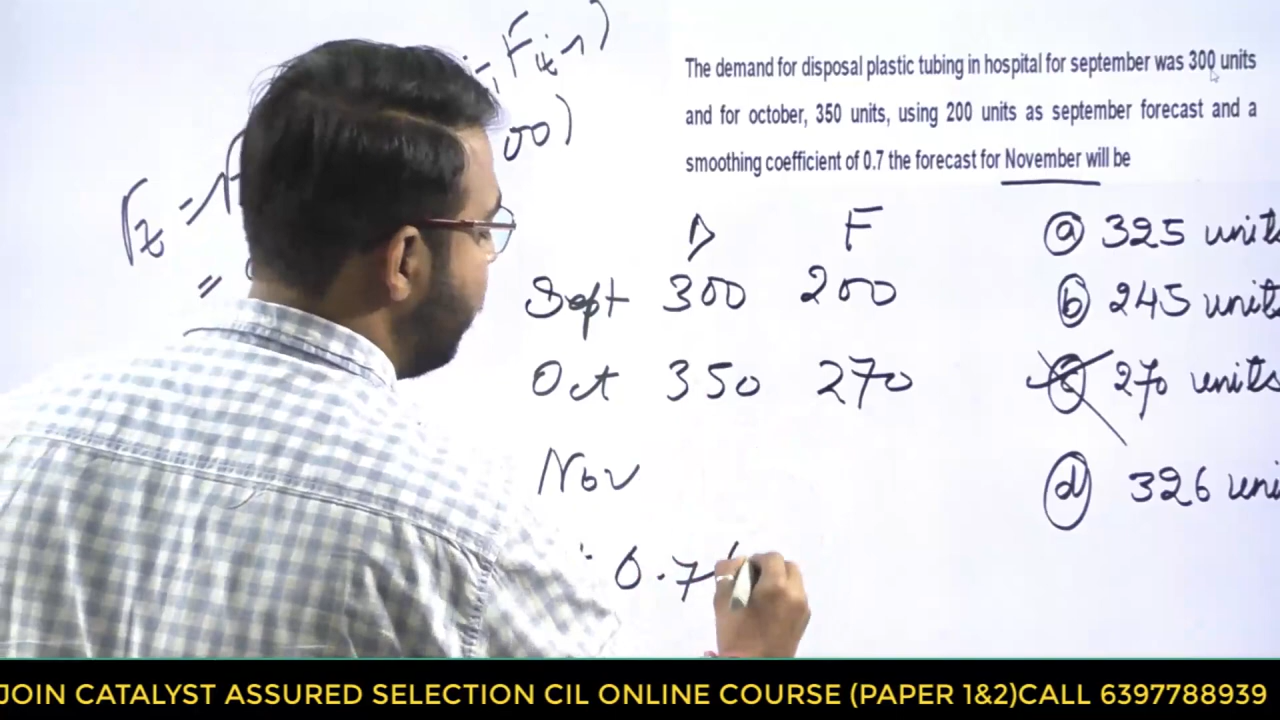 The demand for disposal plastic tubing in hospital for september was 300 units
and for october, 350 units, using 200 units as september forecast and a
smoothing coefficient of 0.7 the forecast for November will be
D F
Sept 300 200
Oct 350 270
Nov
0.7(
(a) 325 units
(b) 245 units
(c) 270 units
(d) 326 uni
00)
=
JOIN CATALYST ASSURED SELECTION CIL ONLINE COURSE (PAPER 1&2)CALL 6397788939